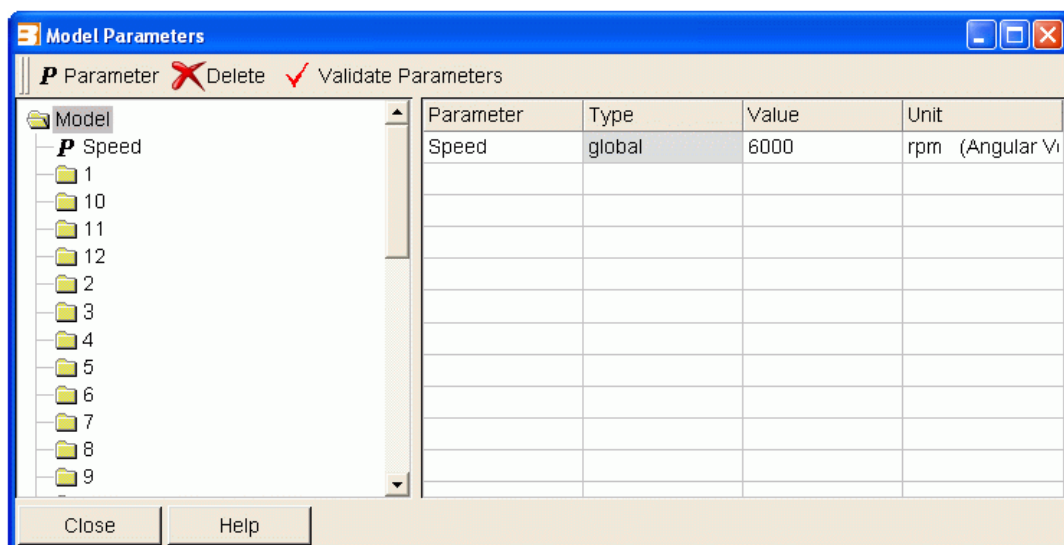 Model Parameters
P Parameter Delete Validate Parameters
Model
P Speed
1
10
11
12
2
3
4
5
6
7
8
9
Parameter Type Value Unit
Speed global 6000 rpm (Angular
Close Help